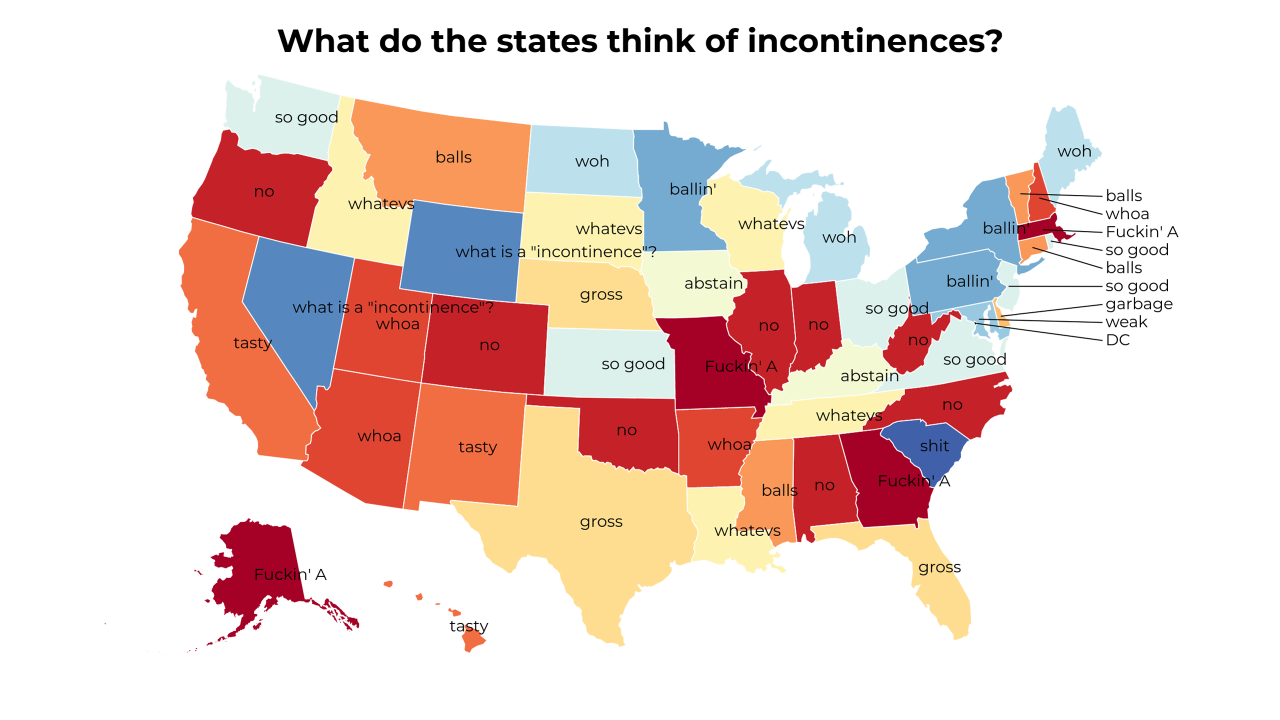 What do the states think of incontinences?
so good
woh
balls
woh
no
ballin'
balls
whatevs
whatevs
whoa
whatevs
ballin'
Fuckin' A
woh
so good
what is a "incontinence"?
balls
ballin'
abstain
so good
gross
garbage
what is a "incontinence"?
so good
weak
whoa
no
no
DC
tasty
no
no
so good
so good
Fuckin' A
abstain
no
whatevs
no
whoa
whoa
tasty
shit
Fuckin' A
balls
no
gross
whatevs
gross
Fuckin' A
tasty